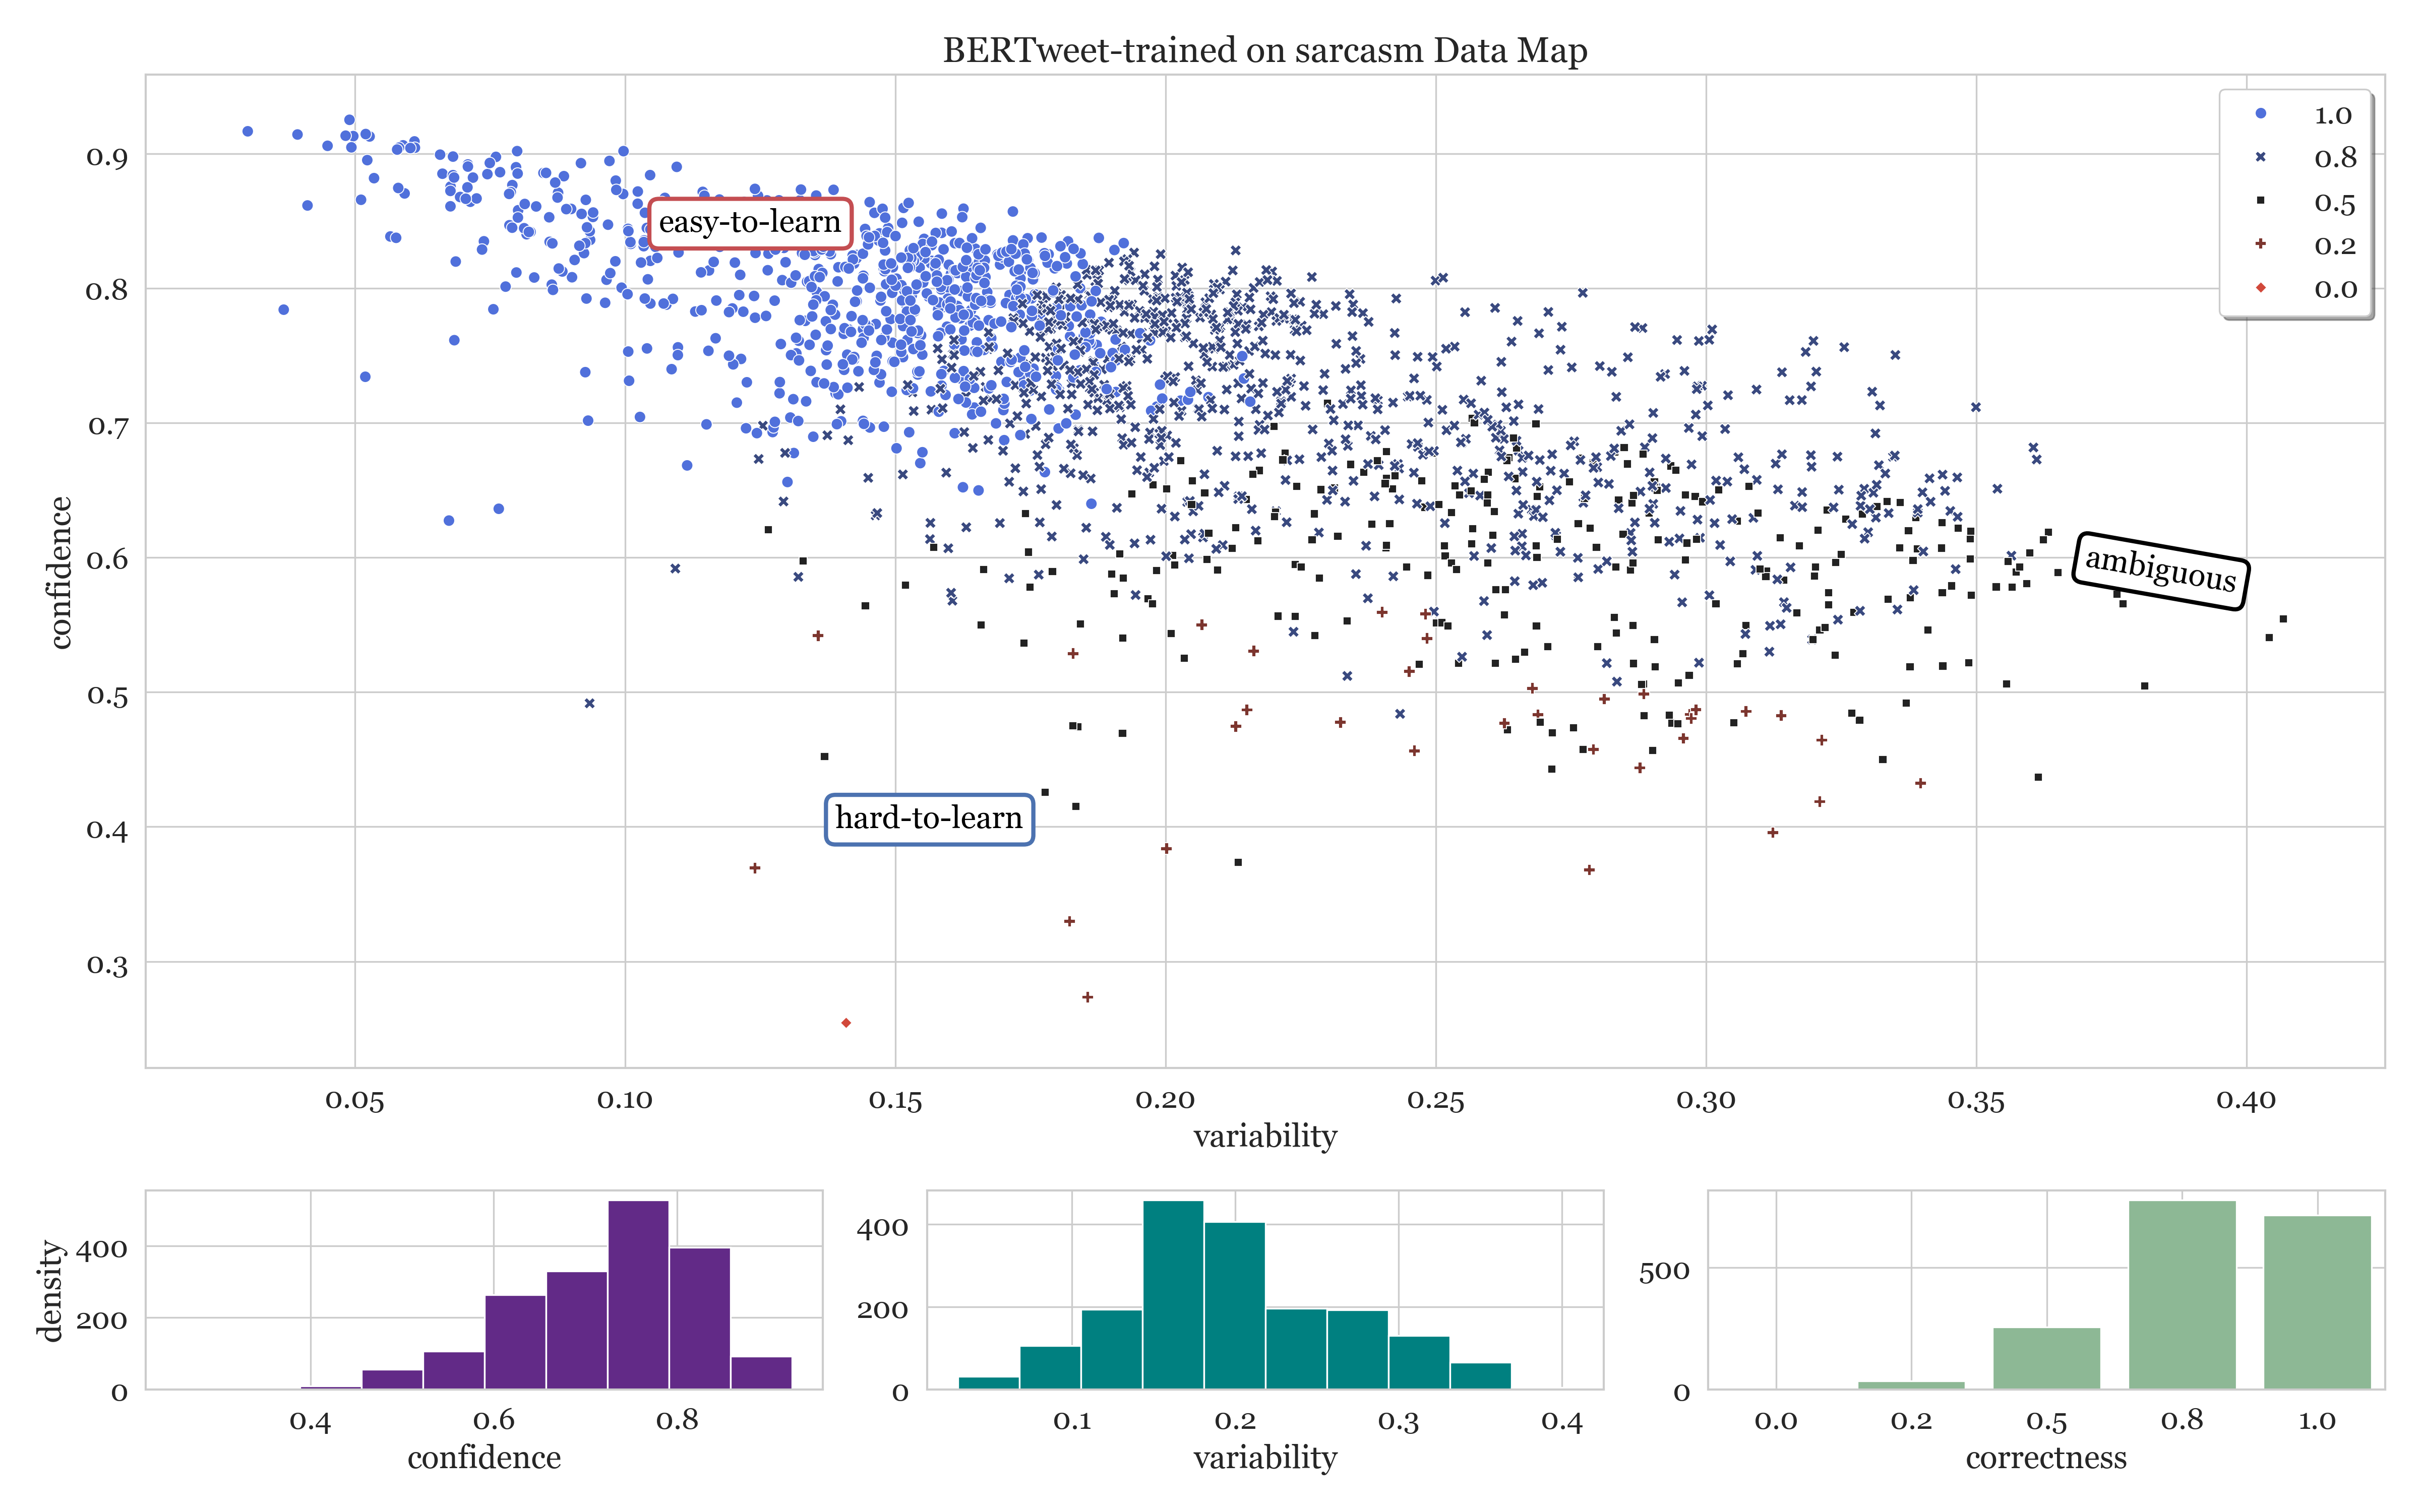 BERTweet-trained on sarcasm Data Map
1.0
0.8
0.5
0.2
0.0
easy-to-learn
ambiguous
hard-to-learn
confidence
0.9
0.8
0.7
0.6
0.5
0.4
0.3
0.05 0.10 0.15 0.20 0.25 0.30 0.35 0.40
variability
density
400
200
0
0.4 0.6 0.8
confidence
400
200
0
0.1 0.2 0.3 0.4
variability
500
0
0.0 0.2 0.5 0.8 1.0
correctness